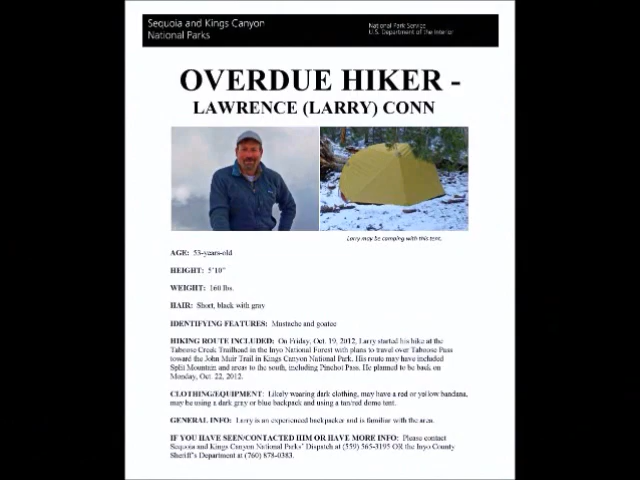 Sequoia and Kings Canyon
National Parks
National Park Service
U.S. Department of the Interior
OVERDUE HIKER -
LAWRENCE (LARRY) CONN
Larry may be camping with this tent.
AGE: 53-years-old
HEIGHT: 5'10"
WEIGHT: 160 lbs.
HAIR: Short, black with gray
IDENTIFYING FEATURES: Mustache and goatee
HIKING ROUTE INCLUDED: On Friday, Oct. 19, 2012, Larry started his hike at the
Taboose Creek Trailhead in the Inyo National Forest with plans to travel over Taboose Pass
toward the John Muir Trail in Kings Canyon National Park. His route may have included
Split Mountain and areas to the south, including Pinchot Pass. He planned to be back on
Monday, Oct. 22, 2012.
CLOTHING/EQUIPMENT: Likely wearing dark clothing, may have a red or yellow bandana,
may be using a dark gray or blue backpack and using a tan/red dome tent.
GENERAL INFO: Larry is an experienced backpacker and is familiar with the area.
IF YOU HAVE SEEN/CONTACTED HIM OR HAVE MORE INFO: Please contact
Sequoia and Kings Canyon National Parks' Dispatch at (559) 565-3195 OR the Inyo County
Sheriff's Department at (760) 878-0383.